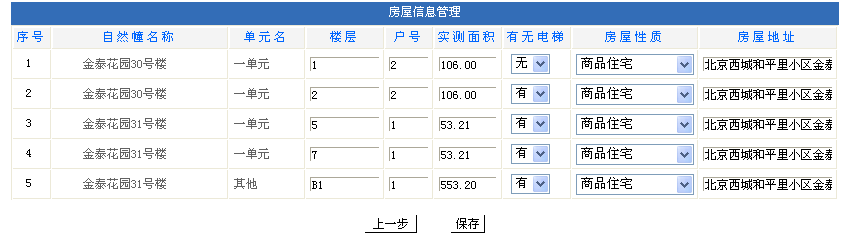 房屋信息管理
序号 自然幢名称 单元名 楼层 户号 实测面积 有无电梯 房屋性质 房屋地址
1 金泰花园30号楼 一单元 1 2 106.00 无 商品住宅 北京西城和平里小区金泰
2 金泰花园30号楼 一单元 2 2 106.00 有 商品住宅 北京西城和平里小区金泰
3 金泰花园31号楼 一单元 5 1 53.21 有 商品住宅 北京西城和平里小区金泰
4 金泰花园31号楼 一单元 7 1 53.21 有 商品住宅 北京西城和平里小区金泰
5 金泰花园31号楼 其他 B1 1 553.20 有 商品住宅 北京西城和平里小区金泰
上一步 保存